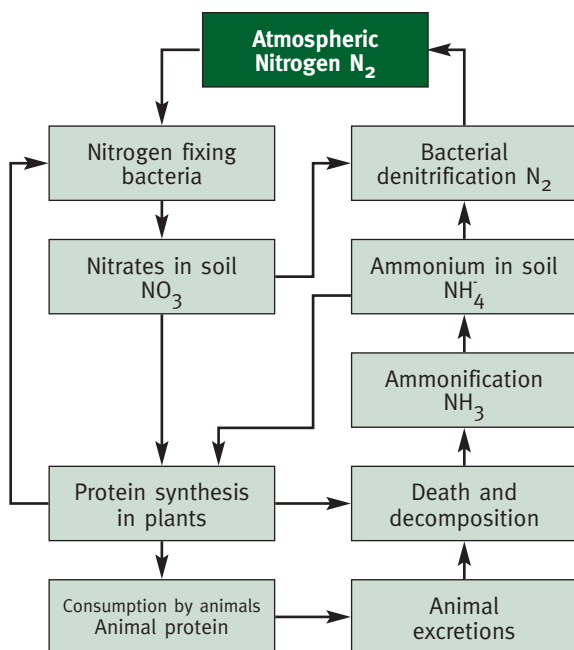 Atmospheric
Nitrogen N₂
Nitrogen fixing
bacteria
Bacterial
denitrification N₂
Nitrates in soil
NO₃
Ammonium in soil
NH₄⁻
Ammonification
NH₃
Protein synthesis
in plants
Death and
decomposition
Consumption by animals
Animal protein
Animal
excretions